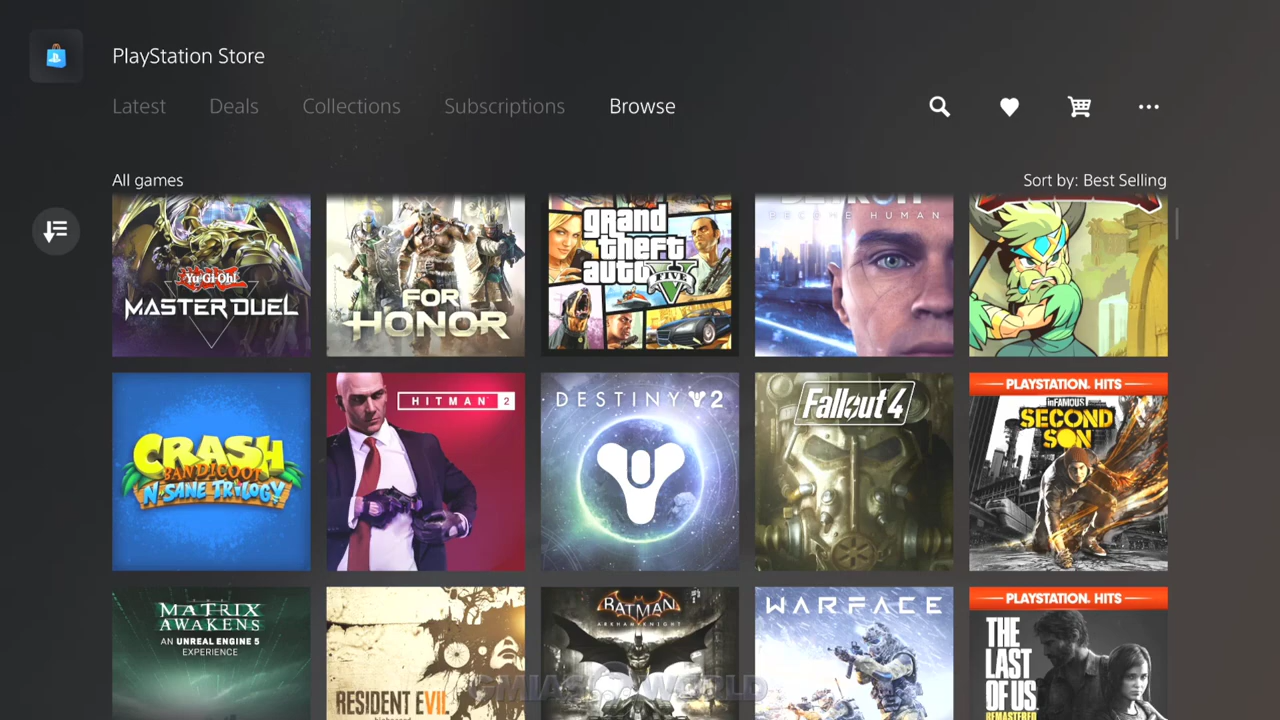 PlayStation Store
Latest
Deals
Collections
Subscriptions
Browse
All games
Sort by: Best Selling
Yu-Gi-Oh!
MASTER DUEL
FOR
HONOR
grand
theft
auto
FIVE
BECOME HUMAN
CRASH
BANDICOOT
N. SANE TRILOGY
HITMAN 2
DESTINY 2
Fallout 4
PLAYSTATION HITS
inFAMOUS
SECOND
SON
MATRIX
AWAKENS
AN UNREAL ENGINE 5
EXPERIENCE
RESIDENT EVIL
biohazard
BATMAN
ARKHAM KNIGHT
WARFACE
PLAYSTATION HITS
THE
LAST
OF US
REMASTERED